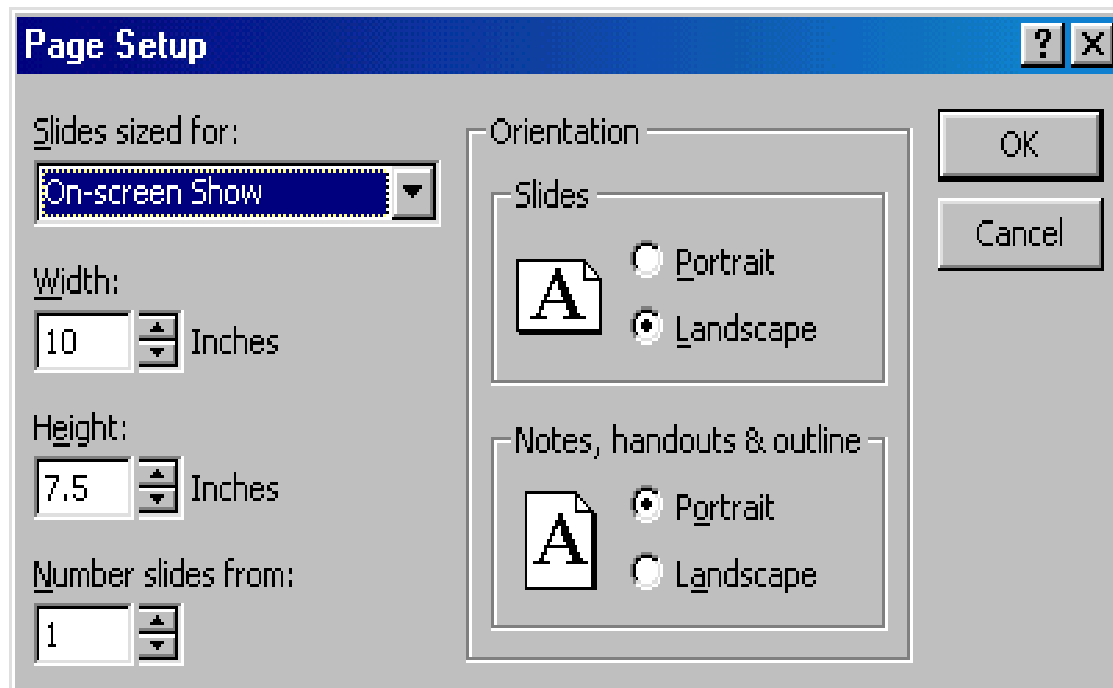 Page Setup
?
Slides sized for:
On-screen Show
Width:
10 Inches
Height:
7.5 Inches
Number slides from:
1
Orientation
Slides
A
Portrait
Landscape
Notes, handouts & outline
A
Portrait
Landscape
OK
Cancel